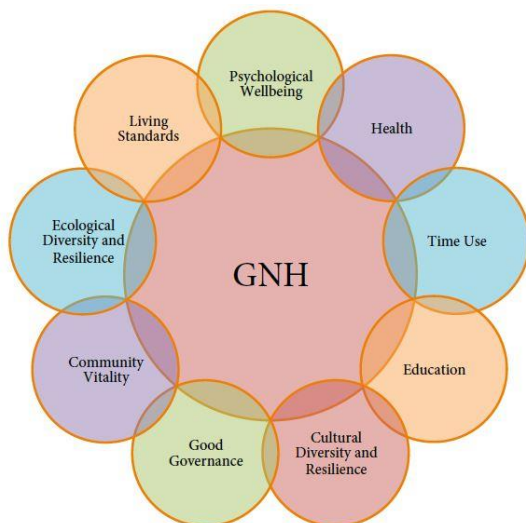 Psychological
Wellbeing
Health
Time Use
Education
Cultural
Diversity and
Resilience
Good
Governance
Community
Vitality
Ecological
Diversity and
Resilience
Living
Standards
GNH